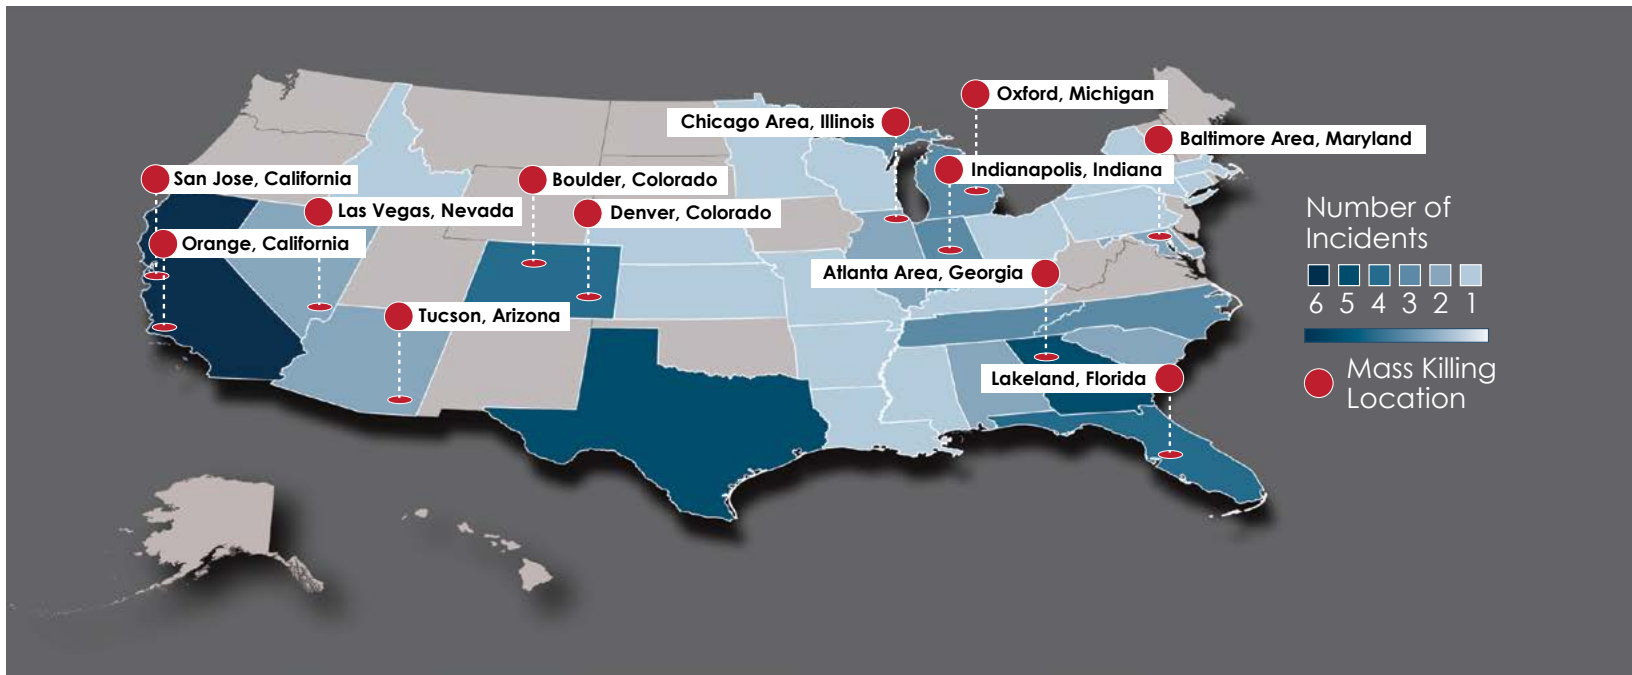 Oxford, Michigan
Chicago Area, Illinois
Baltimore Area, Maryland
Indianapolis, Indiana
San Jose, California
Boulder, Colorado
Las Vegas, Nevada
Denver, Colorado
Orange, California
Atlanta Area, Georgia
Tucson, Arizona
Lakeland, Florida
Number of
Incidents
6 5 4 3 2 1
Mass Killing
Location